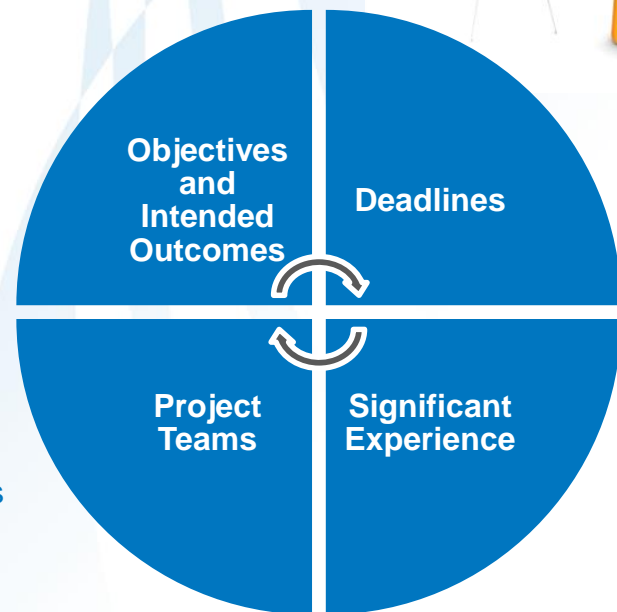 Objectives
and
Intended
Outcomes
Deadlines
Project
Teams
Significant
Experience
s